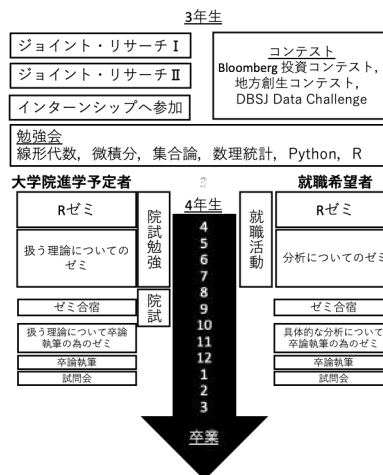 3年生
ジョイント・リサーチⅠ
ジョイント・リサーチⅡ
インターンシップへ参加
コンテスト
Bloomberg 投資コンテスト,
地方創生コンテスト,
DBSJ Data Challenge
勉強会
線形代数, 微積分, 集合論, 数理統計, Python, R
大学院進学予定者
3
就職希望者
4年生
Rゼミ
扱う理論についての
ゼミ
ゼミ合宿
扱う理論について卒論
執筆の為のゼミ
卒論執筆
試問会
院試勉強
院試
4
5
6
7
8
9
10
11
12
1
2
3
卒業
就職活動
Rゼミ
分析についてのゼミ
ゼミ合宿
具体的な分析について
卒論執筆の為のゼミ
卒論執筆
試問会